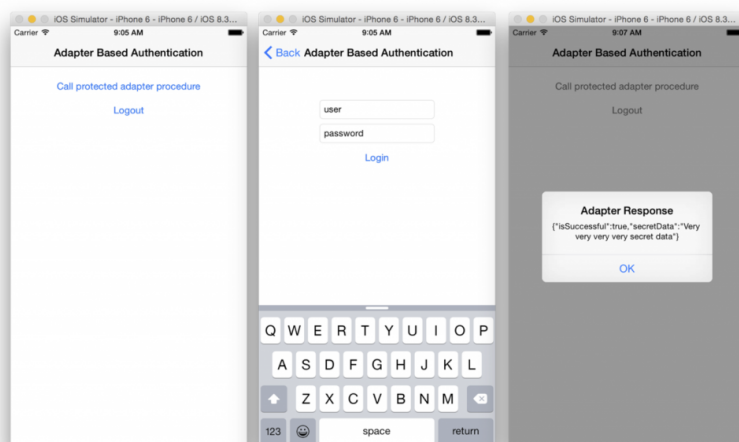 iOS Simulator - iPhone 6 - iPhone 6 / iOS 8.3...
Carrier 9:05 AM
Adapter Based Authentication
Call protected adapter procedure
Logout
iOS Simulator - iPhone 6 - iPhone 6 / iOS 8.3...
Carrier 9:05 AM
Back Adapter Based Authentication
user
password
Login
Q W E R T Y U I O P
A S D F G H J K L
Z X C V B N M
123 space return
iOS Simulator - iPhone 6 - iPhone 6 / iOS 8.3...
Carrier 9:07 AM
Adapter Based Authentication
Call protected adapter procedure
Logout
Adapter Response
{"isSuccessful":true,"secretData":"Very
very very very secret data"}
OK